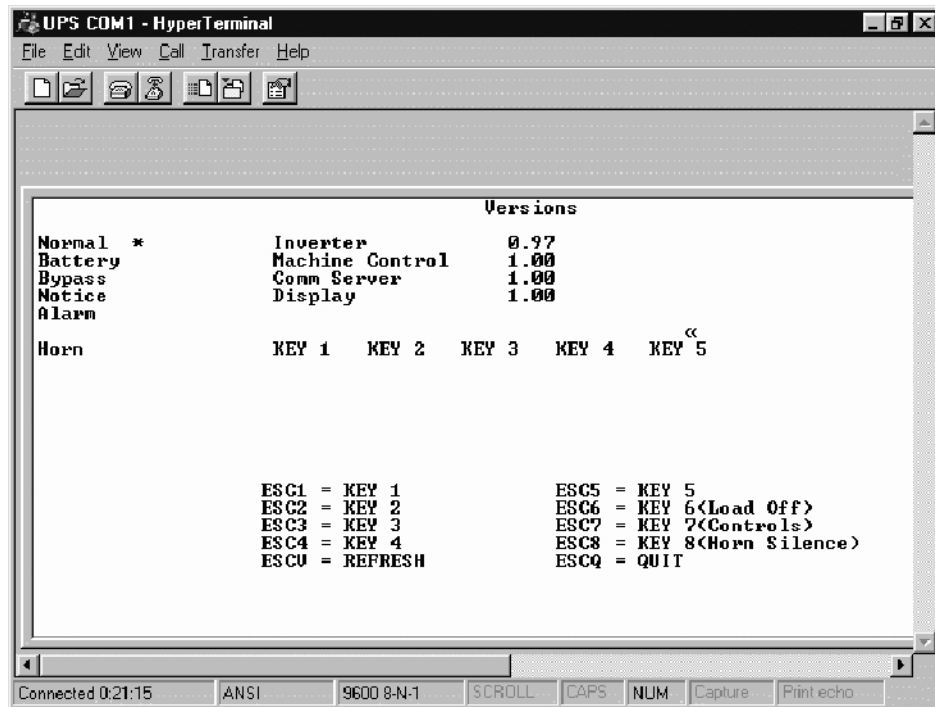 UPS COM1 - HyperTerminal
File Edit View Call Transfer Help
Versions
Normal * Inverter 0.97
Battery Machine Control 1.00
Bypass Comm Server 1.00
Notice Display 1.00
Alarm
«
Horn KEY 1 KEY 2 KEY 3 KEY 4 KEY 5
ESC1 = KEY 1 ESC5 = KEY 5
ESC2 = KEY 2 ESC6 = KEY 6(Load Off)
ESC3 = KEY 3 ESC7 = KEY 7(Controls)
ESC4 = KEY 4 ESC8 = KEY 8(Horn Silence)
ESCV = REFRESH ESCQ = QUIT
Connected 0:21:15 ANSI 9600 8-N-1 SCROLL CAPS NUM Capture Print echo